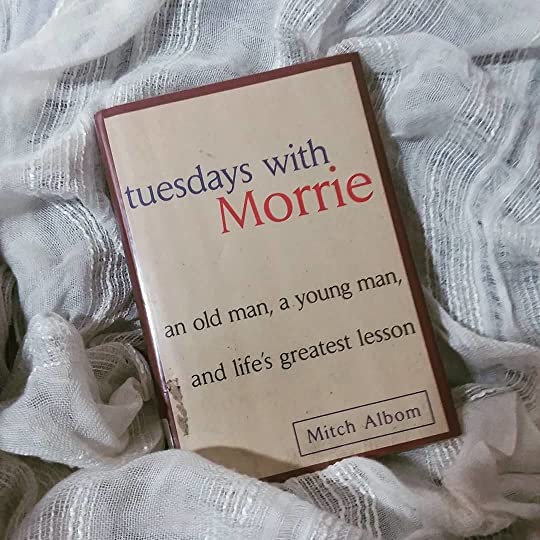 tuesdays with
Morrie
an old man, a young man,
and life's greatest lesson
Mitch Albom